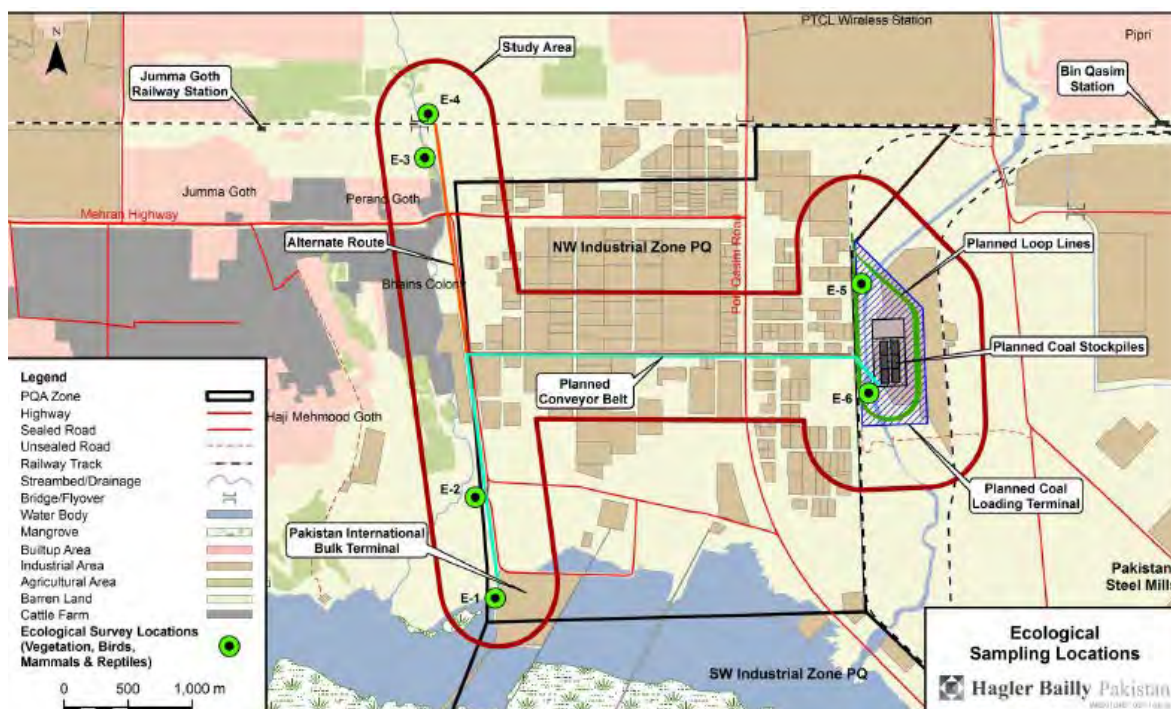 PTCL Wireless Station
N
Study Area
Pipri
Jumma Goth
Railway Station
Bin Qasim
Station
E-4
E-3
Jumma Goth
Perano Goth
Mehran Highway
Alternate Route
NW Industrial Zone PQ
Port Qasim Road
Planned Loop Lines
Bhains Colony
E-5
Planned Coal Stockpiles
Planned
Conveyor Belt
E-6
Legend
PQA Zone
Highway
Sealed Road
Unsealed Road
Railway Track
Streambed/Drainage
Bridge/Flyover
Water Body
Mangrove
Builtup Area
Industrial Area
Agricultural Area
Barren Land
Cattle Farm
Ecological Survey Locations
(Vegetation, Birds,
Mammals & Reptiles)
0 500 1,000 m
Haji Mehmood Goth
E-2
Planned Coal
Loading Terminal
Pakistan International
Bulk Terminal
E-1
Pakistan
Steel Mills
SW Industrial Zone PQ
Ecological
Sampling Locations
Hagler Bailly Pakistan